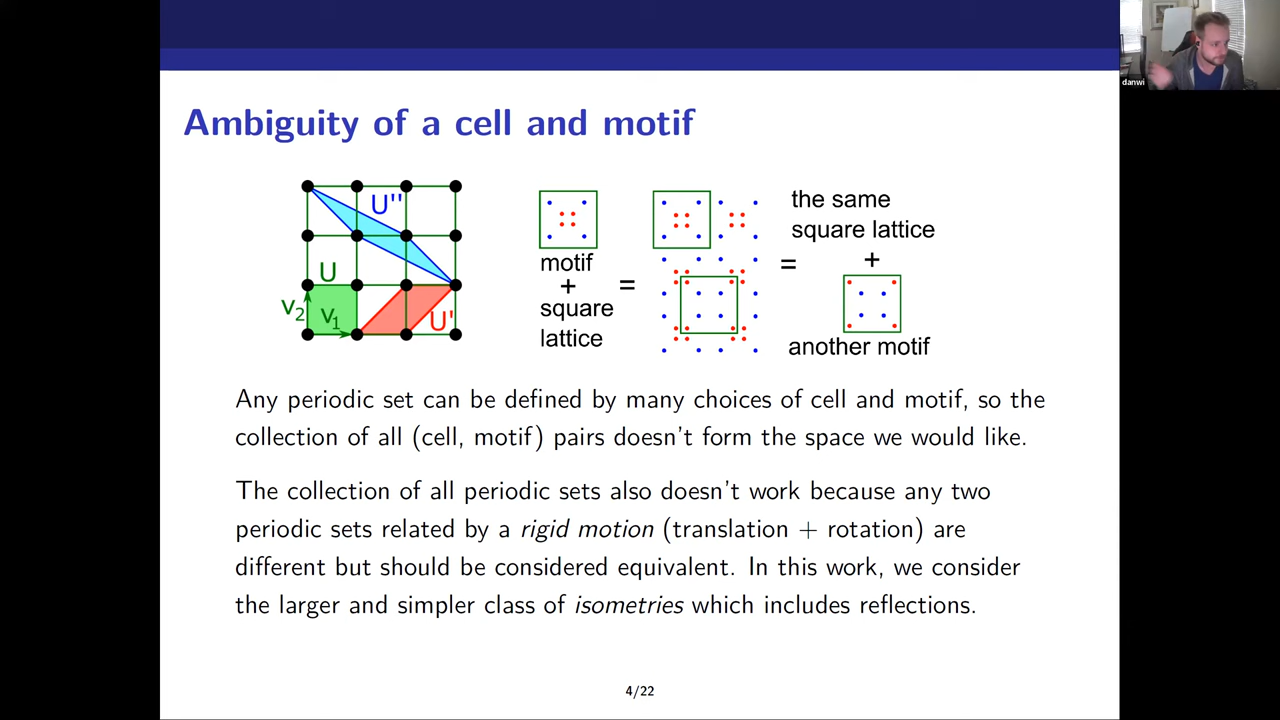 danwi
Ambiguity of a cell and motif
U''
U
v2
v1
U'
motif
+
square
lattice
=
=
the same
square lattice
+
another motif
Any periodic set can be defined by many choices of cell and motif, so the
collection of all (cell, motif) pairs doesn't form the space we would like.
The collection of all periodic sets also doesn't work because any two
periodic sets related by a rigid motion (translation + rotation) are
different but should be considered equivalent. In this work, we consider
the larger and simpler class of isometries which includes reflections.
4/22